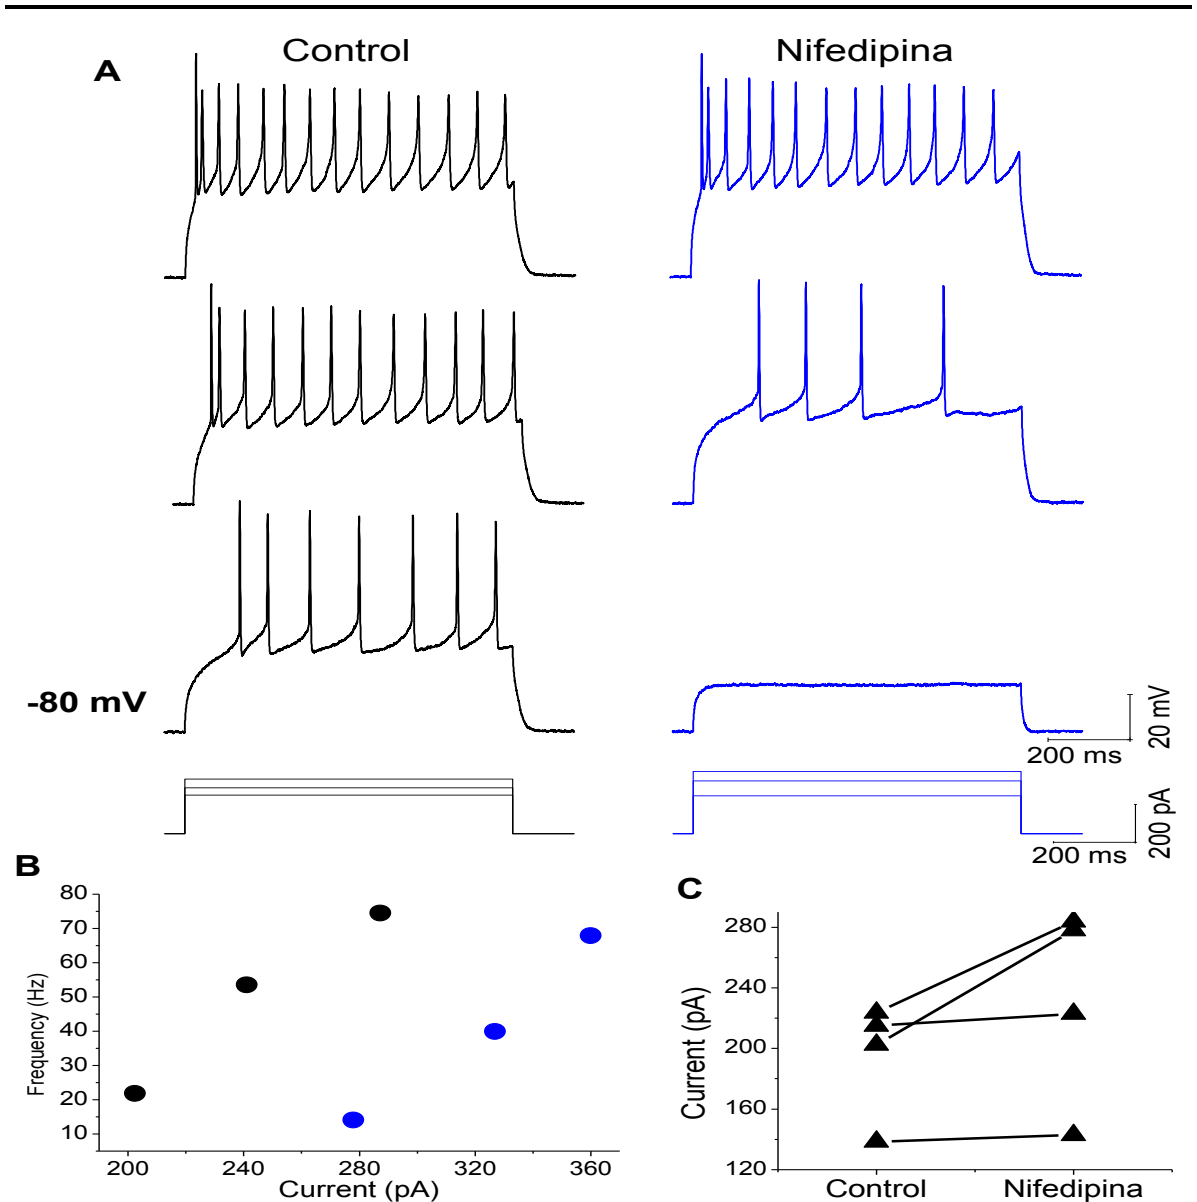 Control
Nifedipina
A
-80 mV
20 mV
200 ms
200 pA
200 ms
B
80
70
60
50
40
30
20
10
Frequency (Hz)
200
240
280
320
360
Current (pA)
C
280
240
200
160
120
Current (pA)
Control
Nifedipina